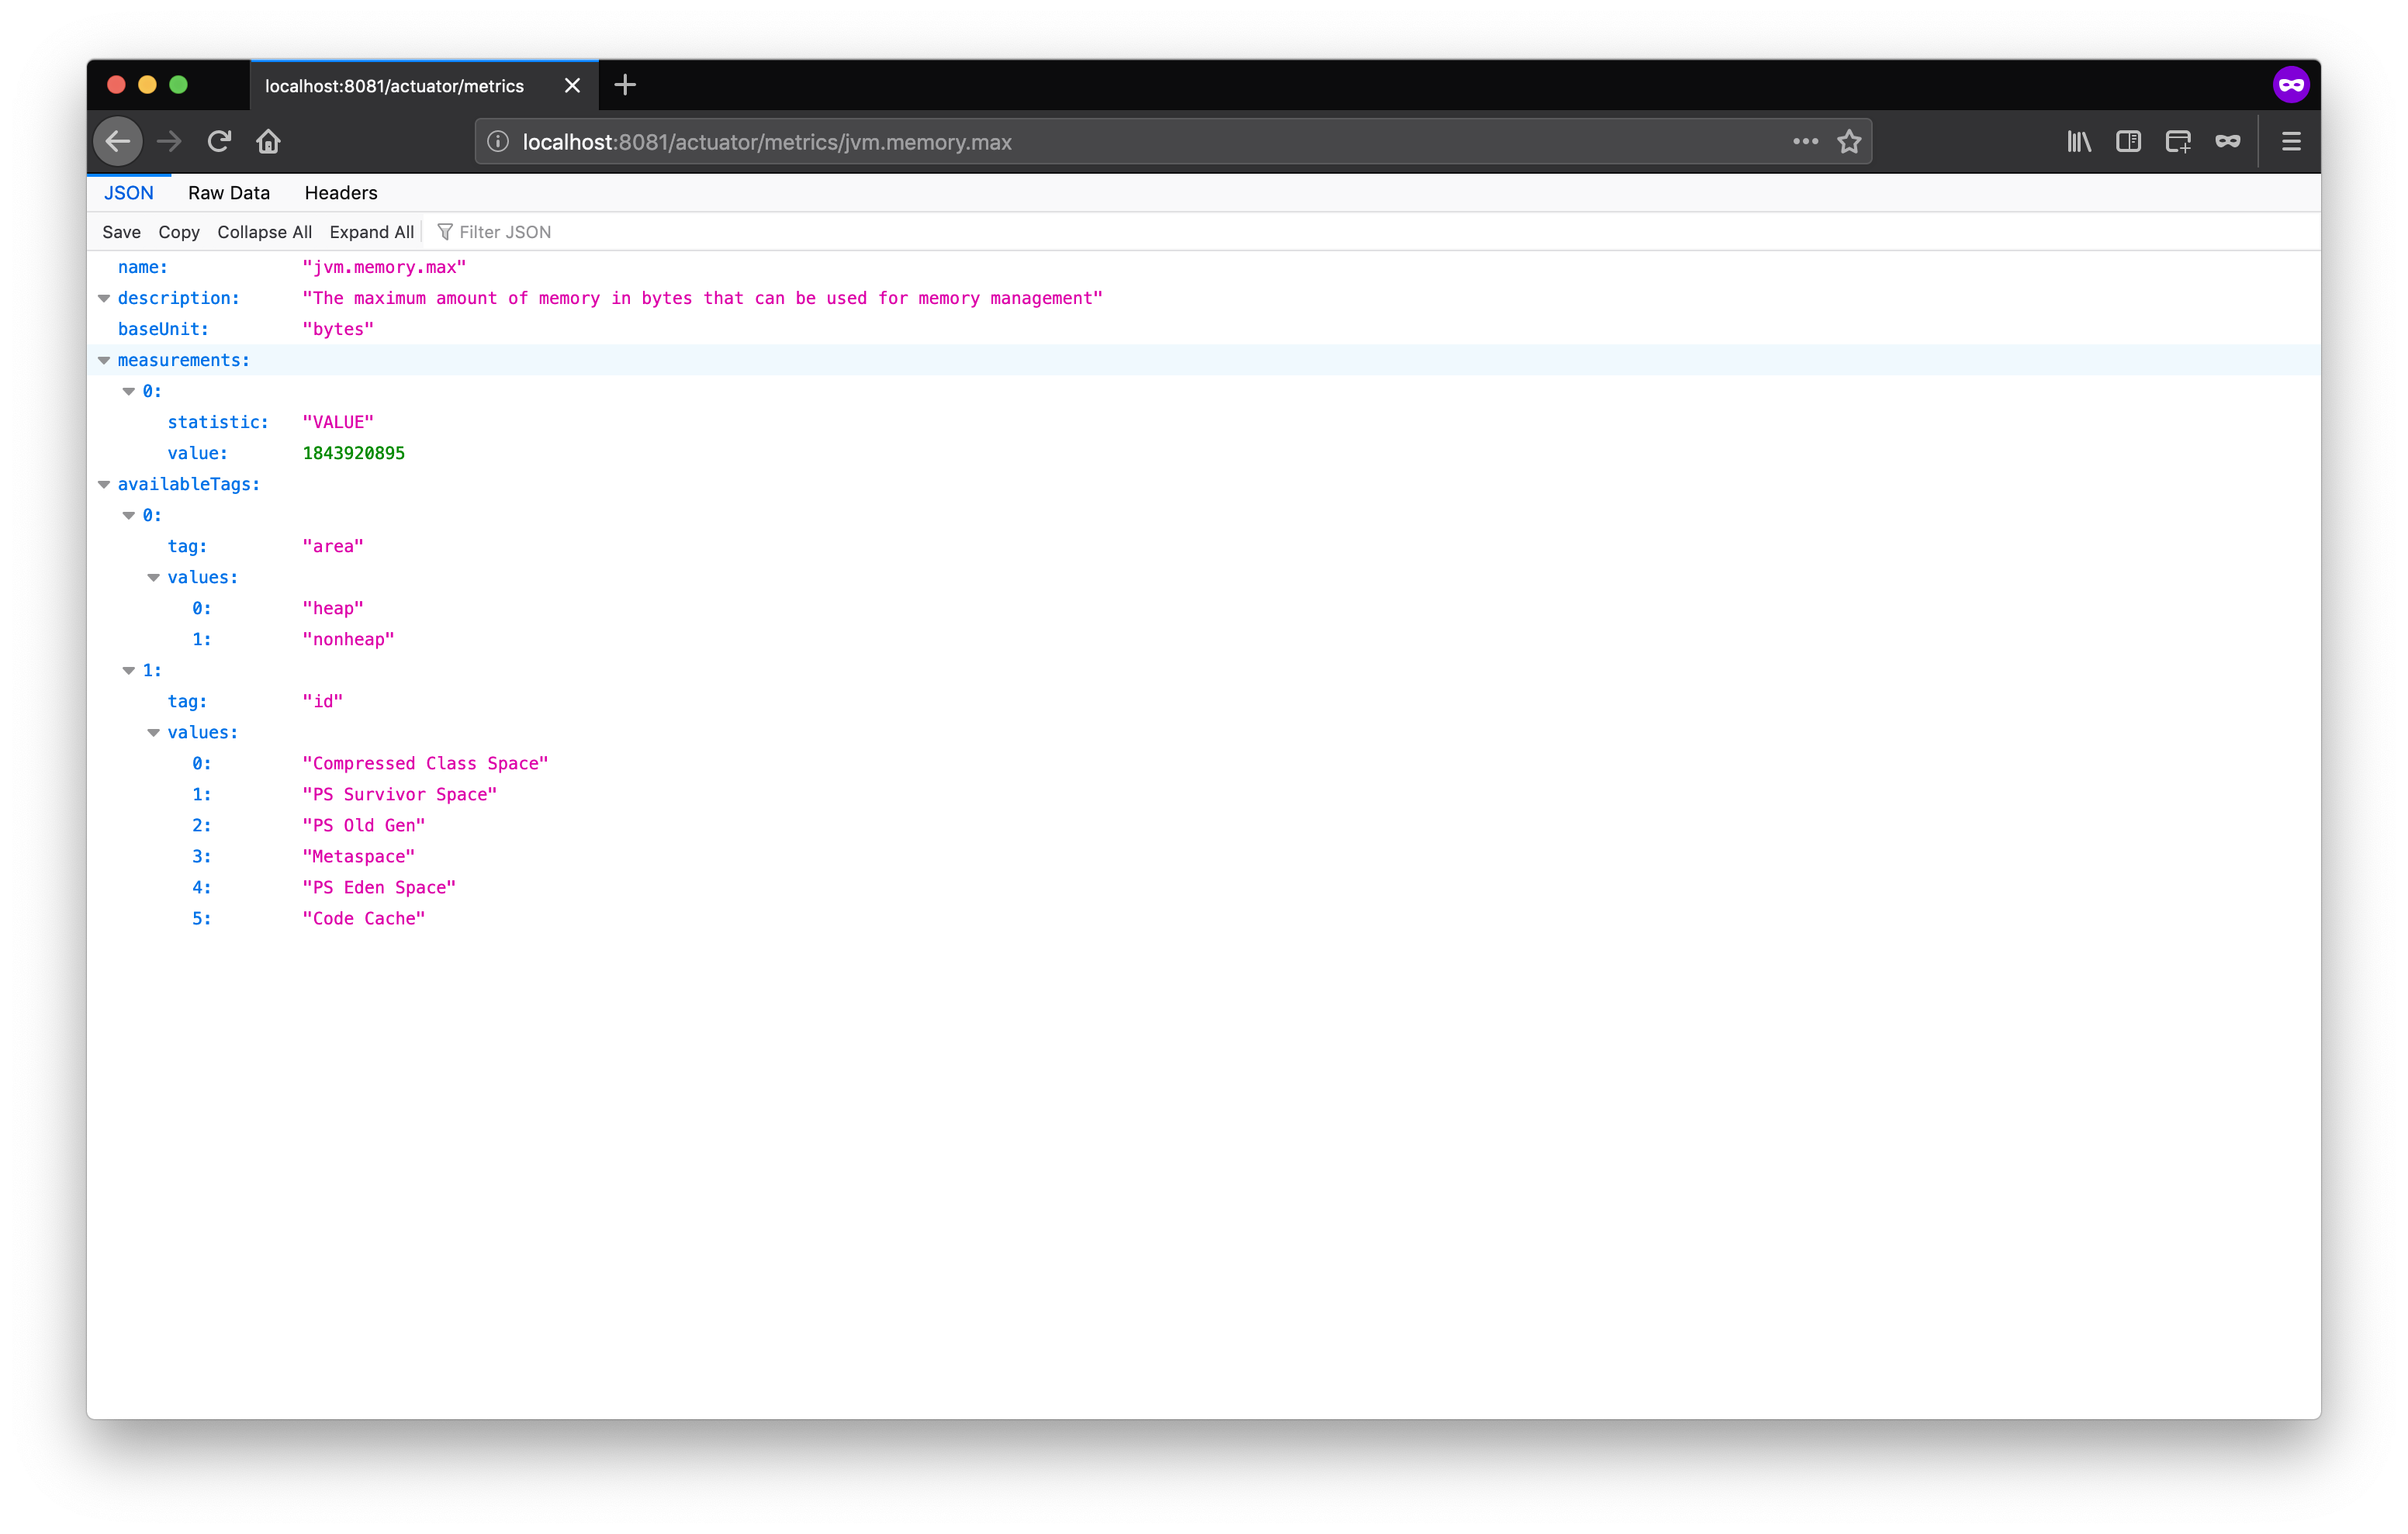 localhost:8081/actuator/metrics
localhost:8081/actuator/metrics/jvm.memory.max
JSON Raw Data Headers
Save Copy Collapse All Expand All Filter JSON
name: "jvm.memory.max"
description: "The maximum amount of memory in bytes that can be used for memory management"
baseUnit: "bytes"
measurements:
0:
statistic: "VALUE"
value: 1843920895
availableTags:
0:
tag: "area"
values:
0: "heap"
1: "nonheap"
1:
tag: "id"
values:
0: "Compressed Class Space"
1: "PS Survivor Space"
2: "PS Old Gen"
3: "Metaspace"
4: "PS Eden Space"
5: "Code Cache"